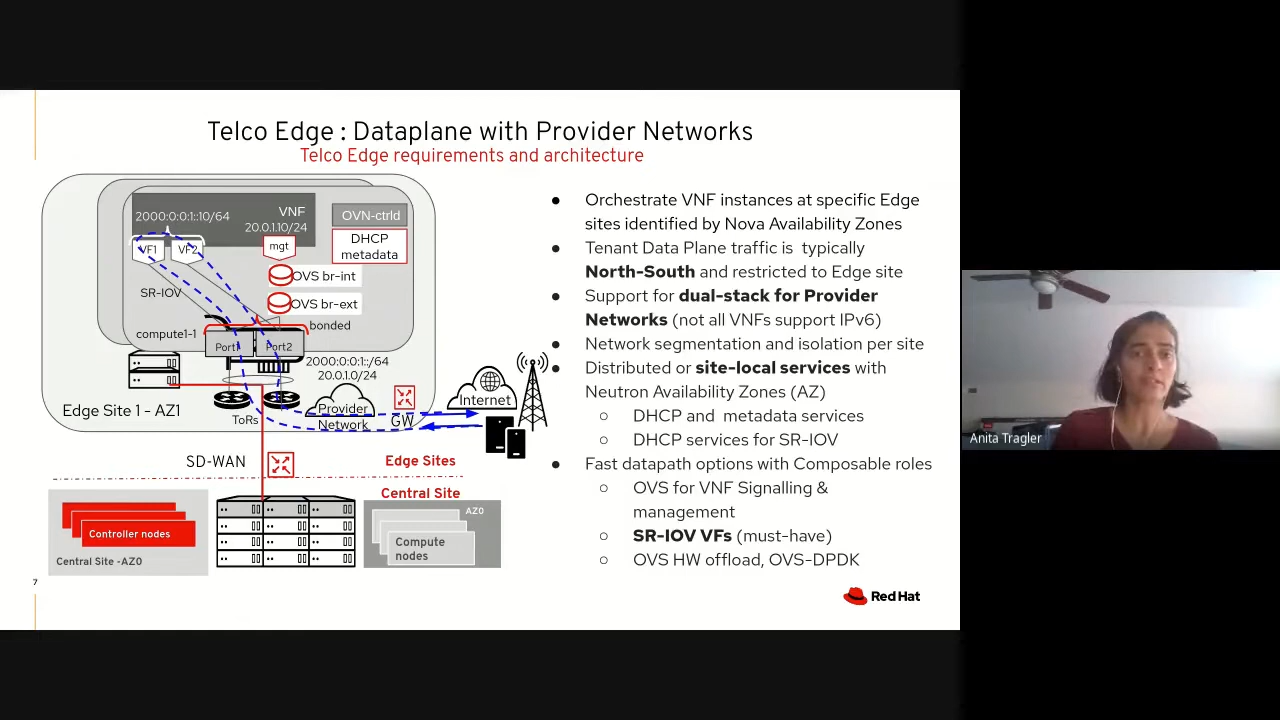 Telco Edge : Dataplane with Provider Networks
Telco Edge requirements and architecture
2000:0:0:1::10/64
VNF
20.0.1.10/24
OVN-ctrld
DHCP
metadata
VF1
VF2
mgt
OVS br-int
OVS br-ext
SR-IOV
bonded
compute1-1
Port1
Port2
2000:0:0:1::/64
20.0.1.0/24
Edge Site 1 - AZ1
ToRs
Provider
Network
GW
Internet
SD-WAN
Edge Sites
Central Site
Controller nodes
Central Site -AZ0
AZ0
Compute
nodes
7
● Orchestrate VNF instances at specific Edge
sites identified by Nova Availability Zones
● Tenant Data Plane traffic is typically
North-South and restricted to Edge site
● Support for dual-stack for Provider
Networks (not all VNFs support IPv6)
● Network segmentation and isolation per site
● Distributed or site-local services with
Neutron Availability Zones (AZ)
○ DHCP and metadata services
○ DHCP services for SR-IOV
● Fast datapath options with Composable roles
○ OVS for VNF Signalling &
management
○ SR-IOV VFs (must-have)
○ OVS HW offload, OVS-DPDK
Red Hat
Anita Tragler